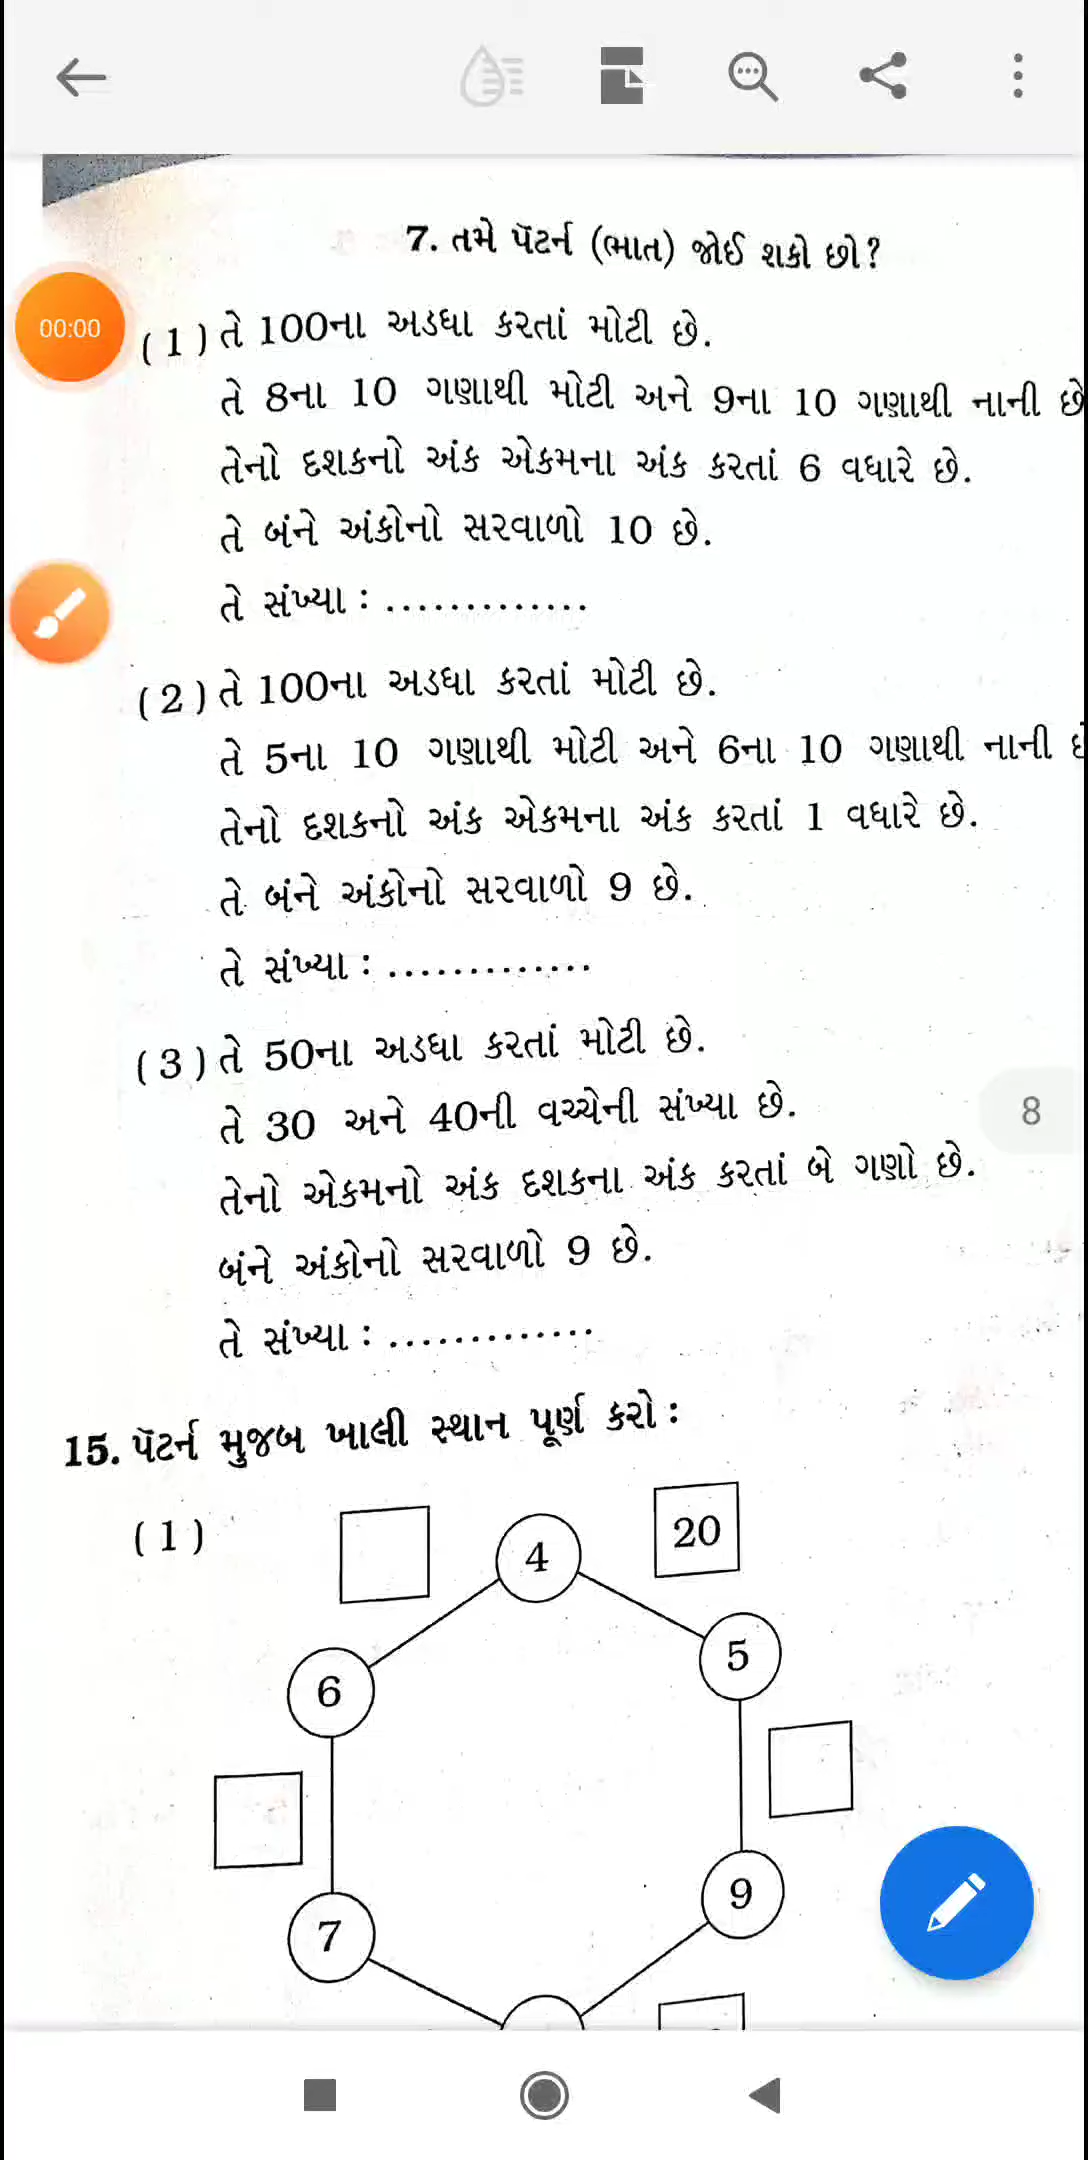 7. તમે પૅટર્ન (ભાત) જોઈ શકો છો?
00:00
(1) તે 100ના અડધા કરતાં મોટી છે.
તે 8ના 10 ગણાથી મોટી અને 9ના 10 ગણાથી નાની છે
તેનો દશકનો અંક એકમના અંક કરતાં 6 વધારે છે.
તે બંને અંકોનો સરવાળો 10 છે.
તે સંખ્યા : .............
(2) તે 100ના અડધા કરતાં મોટી છે.
તે 5ના 10 ગણાથી મોટી અને 6ના 10 ગણાથી નાની
તેનો દશકનો અંક એકમના અંક કરતાં 1 વધારે છે.
તે બંને અંકોનો સરવાળો 9 છે.
તે સંખ્યા : .............
(3) તે 50ના અડધા કરતાં મોટી છે.
તે 30 અને 40ની વચ્ચેની સંખ્યા છે.
8
તેનો એકમનો અંક દશકના અંક કરતાં બે ગણો છે.
બંને અંકોનો સરવાળો 9 છે.
તે સંખ્યા : .............
15. પૅટર્ન મુજબ ખાલી સ્થાન પૂર્ણ કરો :
(1)
4
20
5
6
9
7